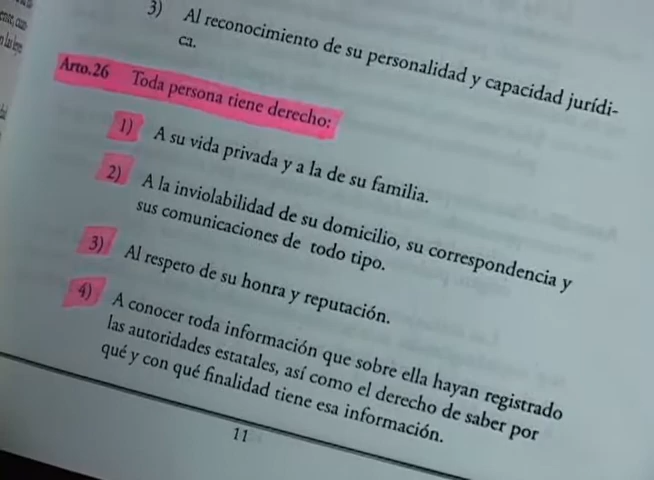 3) Al reconocimiento de su personalidad y capacidad jurídi-
ca.
Arto.26 Toda persona tiene derecho:
1) A su vida privada y a la de su familia.
2) A la inviolabilidad de su domicilio, su correspondencia y
sus comunicaciones de todo tipo.
3) Al respeto de su honra y reputación.
4) A conocer toda información que sobre ella hayan registrado
las autoridades estatales, así como el derecho de saber por
qué y con qué finalidad tiene esa información.
11